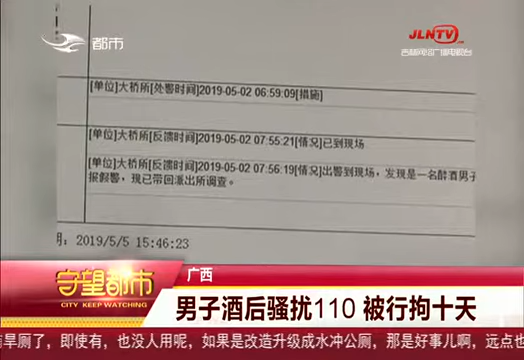 都市
JLNTV
吉林网络广播电视台
[单位]大桥所[处警时间]2019-05-02 06:59:09[措施]
[单位]大桥所[反馈时间]2019-05-02 07:55:21[情况]已到现场
[单位]大桥所[反馈时间]2019-05-02 07:56:19[情况]出警到现场，发现是一名醉酒男子
报假警，现已带回派出所调查。
：2019/5/5 15:46:23
守望都市
CITY KEEP WATCHING
广西
男子酒后骚扰110 被行拘十天
旱厕了，即使有，也没人用呢，如果是改造升级成水冲公厕，那是好事儿啊，远点也